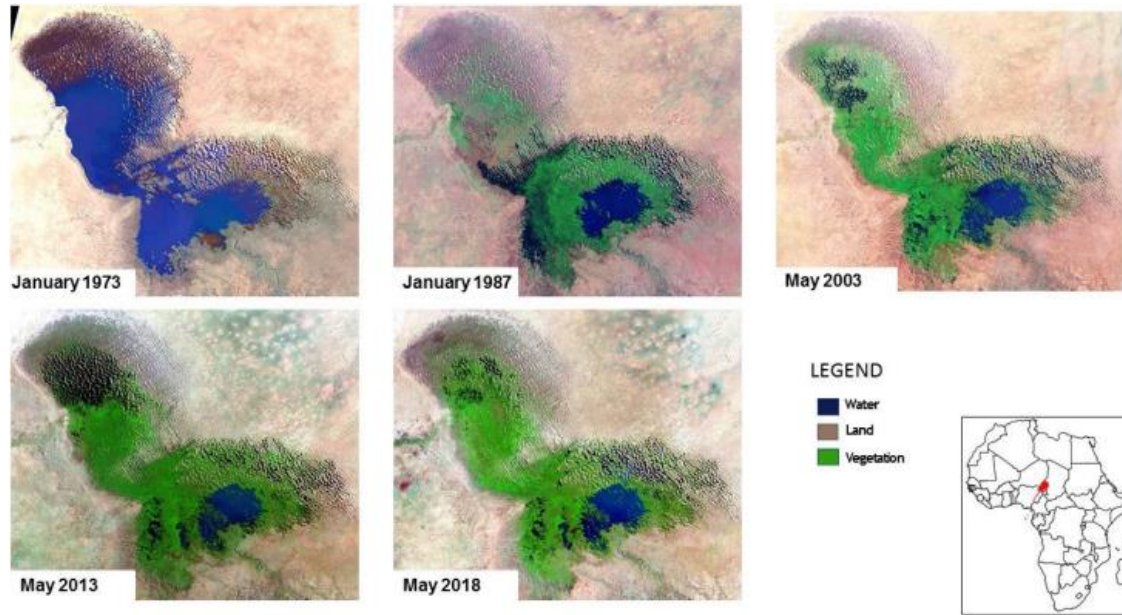 January 1973
January 1987
May 2003
May 2013
May 2018
LEGEND
Water
Land
Vegetation